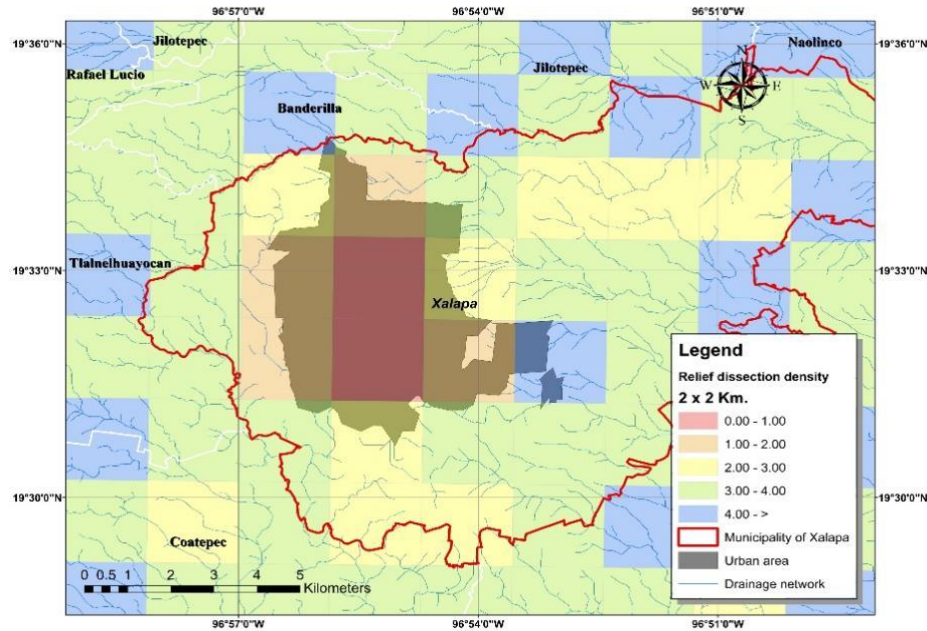 96°57'0"W 96°54'0"W 96°51'0"W
19°36'0"N
Jilotepec
Naolinco
N
19°36'0"N
Rafael Lucio
Jilotepec
W E
S
Banderilla
19°33'0"N
Tlalnelhuayocan
19°33'0"N
Xalapa
Legend
Relief dissection density
2 x 2 Km.
0.00 - 1.00
1.00 - 2.00
2.00 - 3.00
3.00 - 4.00
4.00 - >
Municipality of Xalapa
Urban area
Drainage network
19°30'0"N
19°30'0"N
Coatepec
0 0.5 1 2 3 4 5
Kilometers
96°57'0"W 96°54'0"W 96°51'0"W